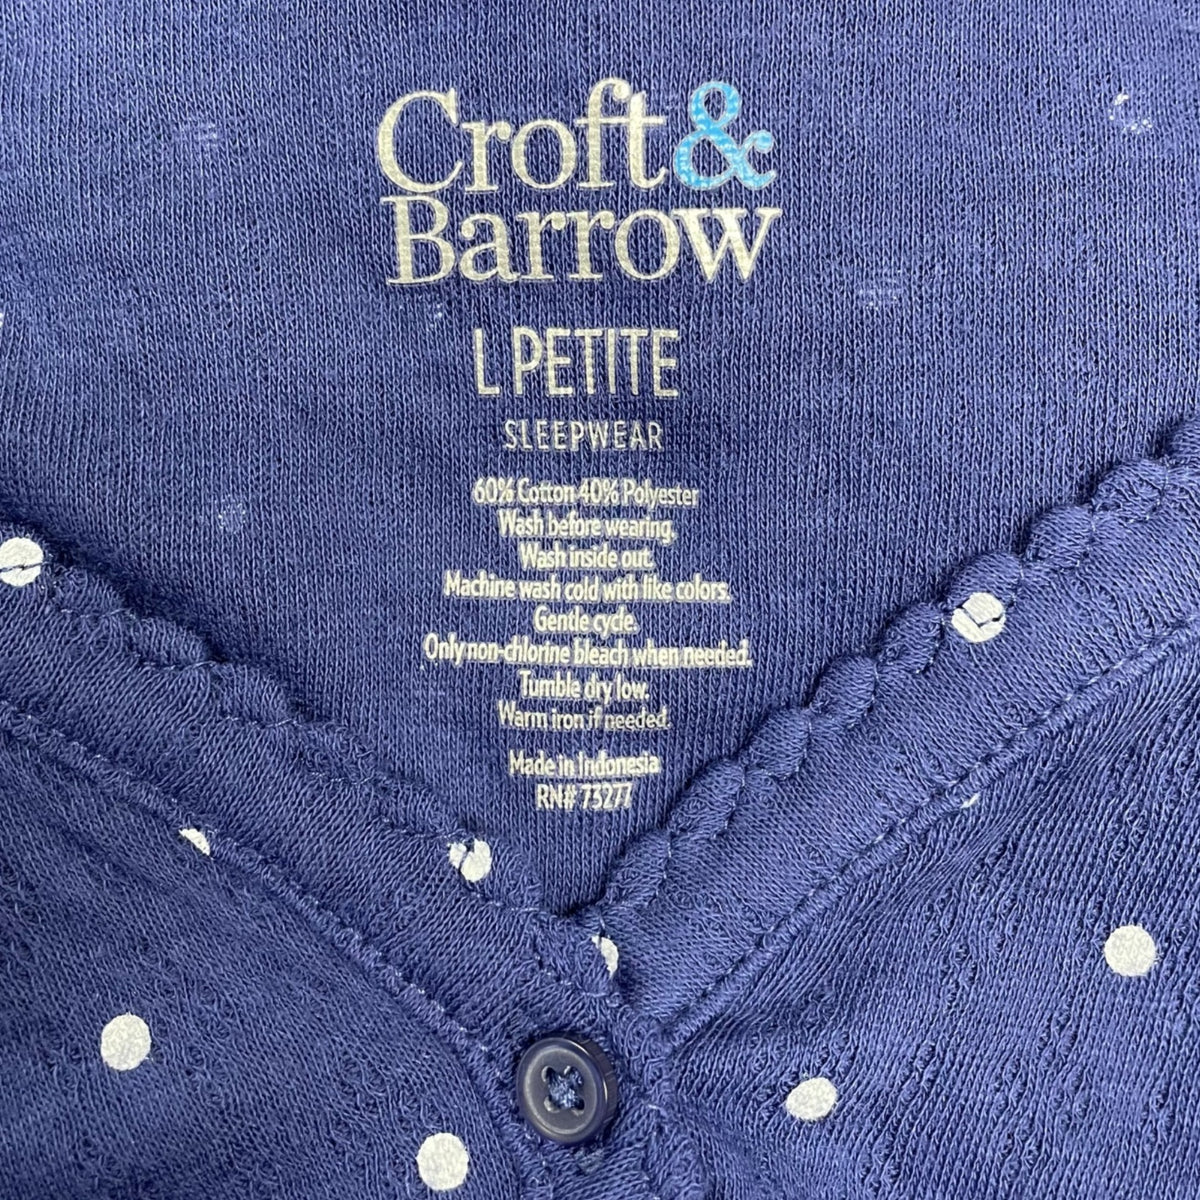 Croft &
Barrow
L PETITE
SLEEPWEAR
60% Cotton 40% Polyester
Wash before wearing.
Wash inside out.
Machine wash cold with like colors.
Gentle cycle.
Only non-chlorine bleach when needed.
Tumble dry low.
Warm iron if needed.
Made in Indonesia
RN# 73277